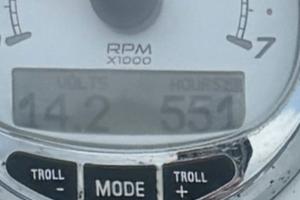 RPM
X1000
7
VOLTS HOURS
14.2 551
TROLL
-
MODE
TROLL
+